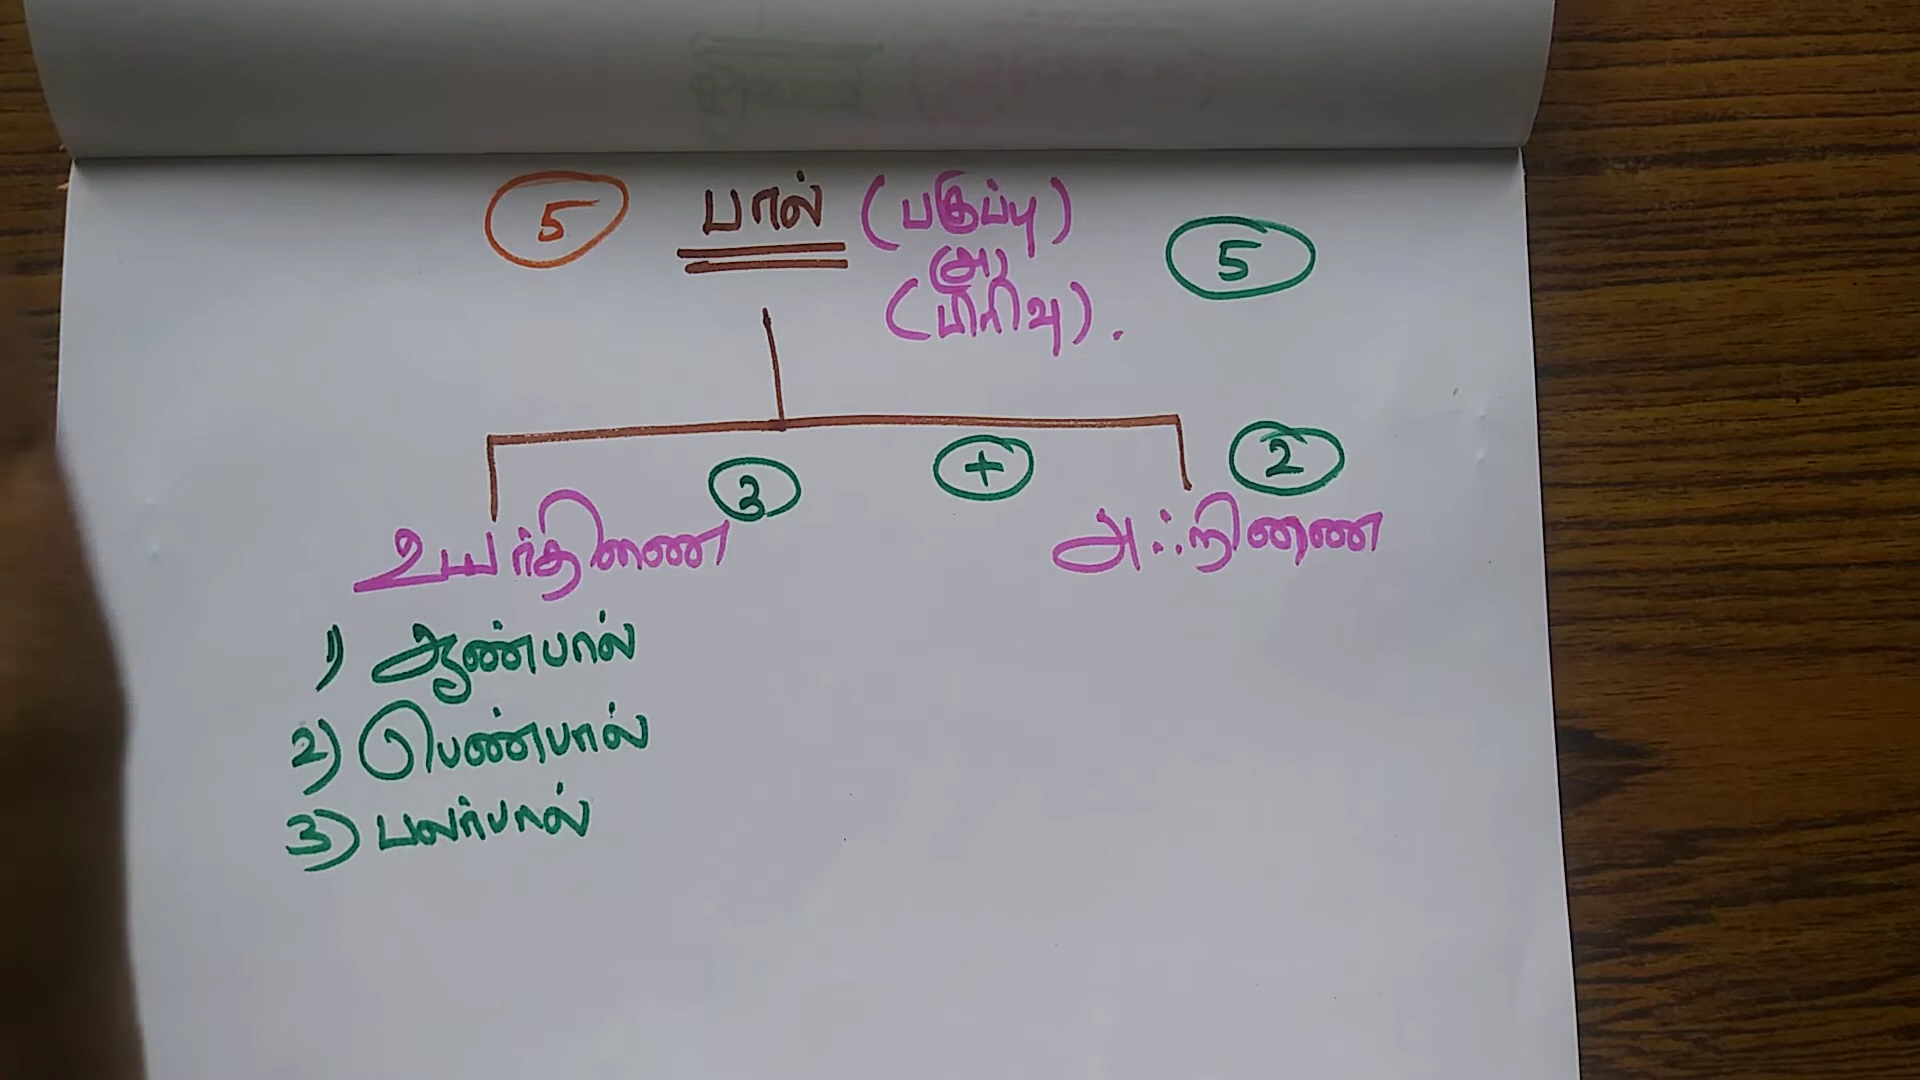 5 பால் (பகுப்பு) 5
(அ)
(பிரிவு).
3 + 2
உயர்திணை அஃறிணை
1) ஆண்பால்
2) பெண்பால்
3) பலர்பால்